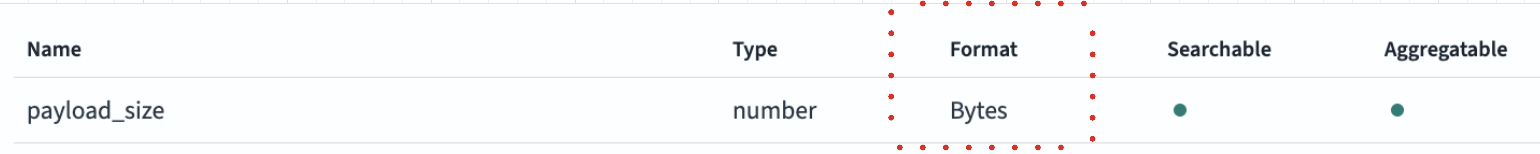 Name Type Format Searchable Aggregatable
payload_size number Bytes